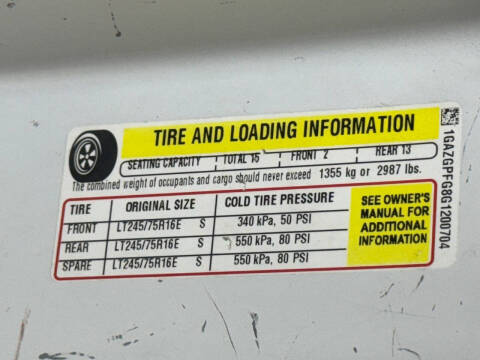 TIRE AND LOADING INFORMATION
SEATING CAPACITY TOTAL 15 FRONT 2 REAR 13
The combined weight of occupants and cargo should never exceed 1355 kg or 2987 lbs.
TIRE ORIGINAL SIZE COLD TIRE PRESSURE
FRONT LT245/75R16E S 340 kPa, 50 PSI
REAR LT245/75R16E S 550 kPa, 80 PSI
SPARE LT245/75R16E S 550 kPa, 80 PSI
SEE OWNER'S
MANUAL FOR
ADDITIONAL
INFORMATION
1GAZGPFG8G1200704